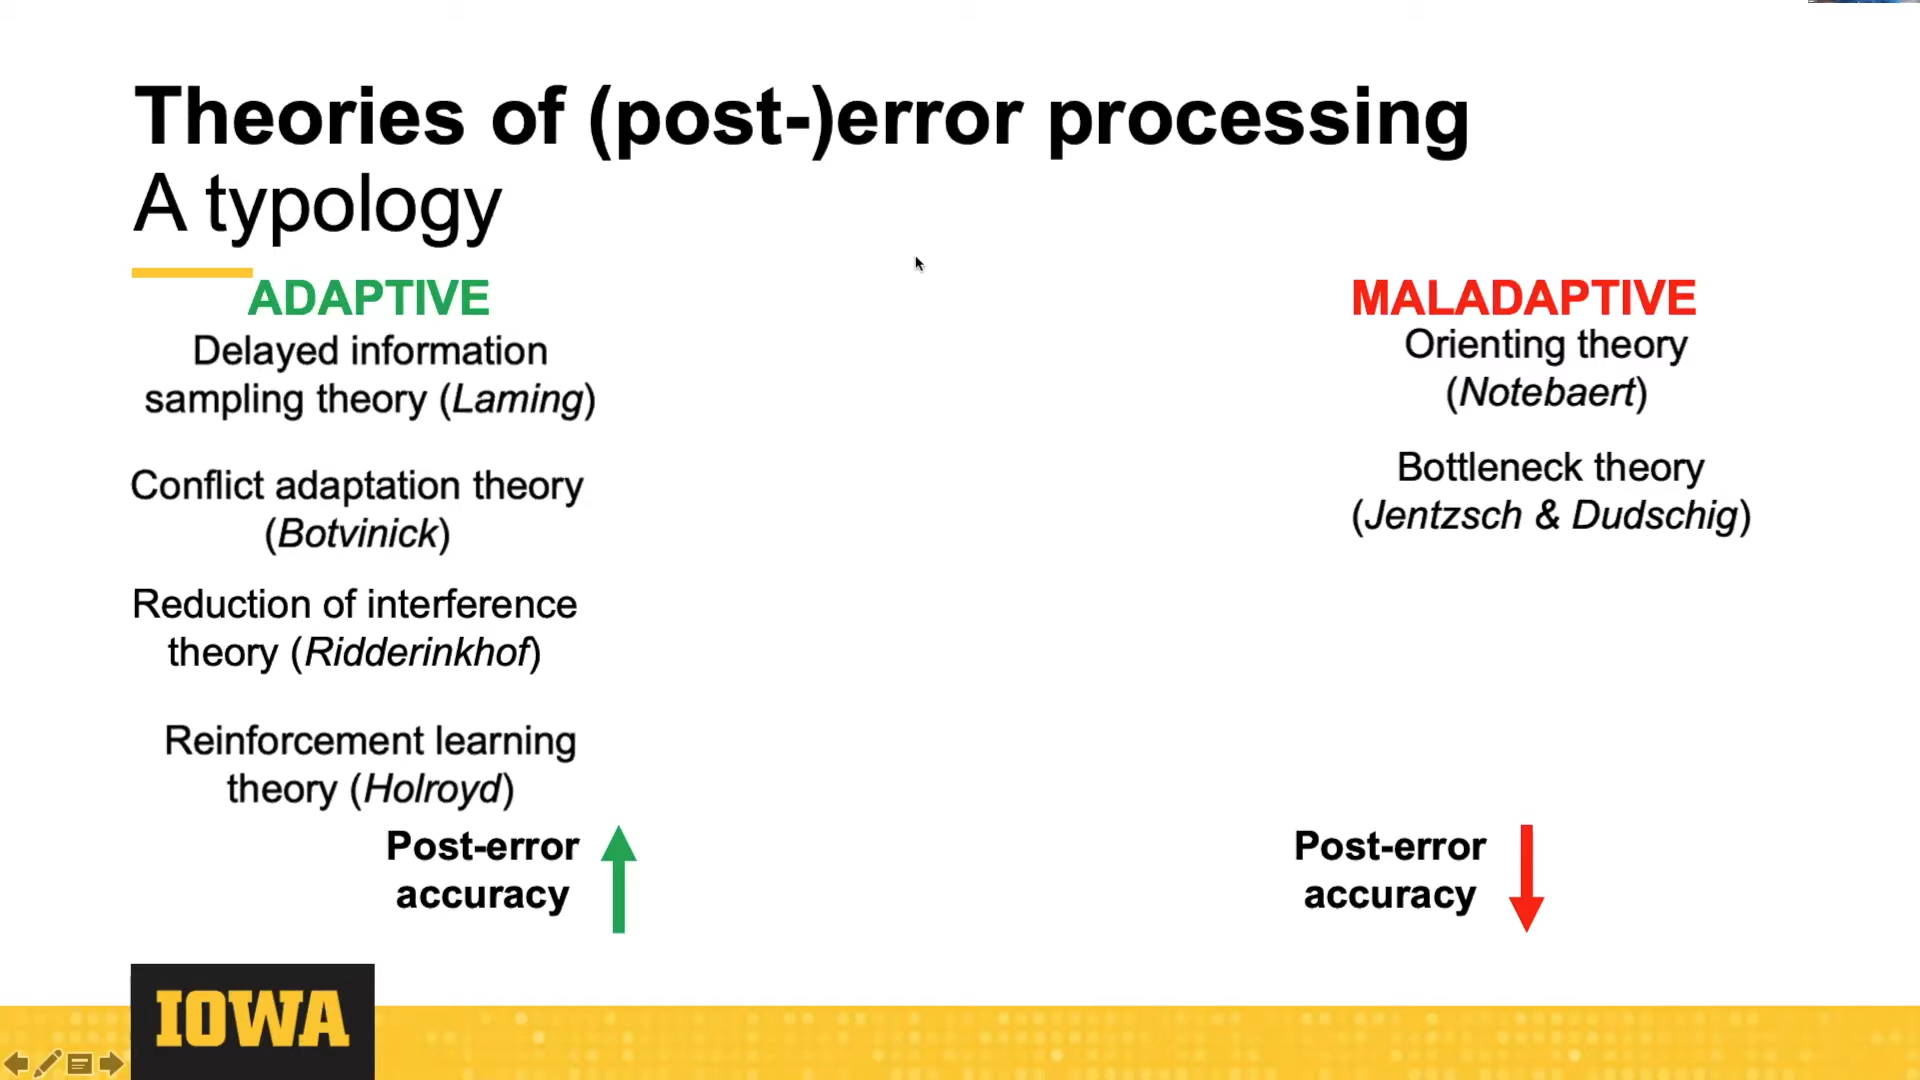 Theories of (post-)error processing
A typology
ADAPTIVE
Delayed information
sampling theory (Laming)
Conflict adaptation theory
(Botvinick)
Reduction of interference
theory (Ridderinkhof)
Reinforcement learning
theory (Holroyd)
Post-error
accuracy
MALADAPTIVE
Orienting theory
(Notebaert)
Bottleneck theory
(Jentzsch & Dudschig)
Post-error
accuracy
IOWA